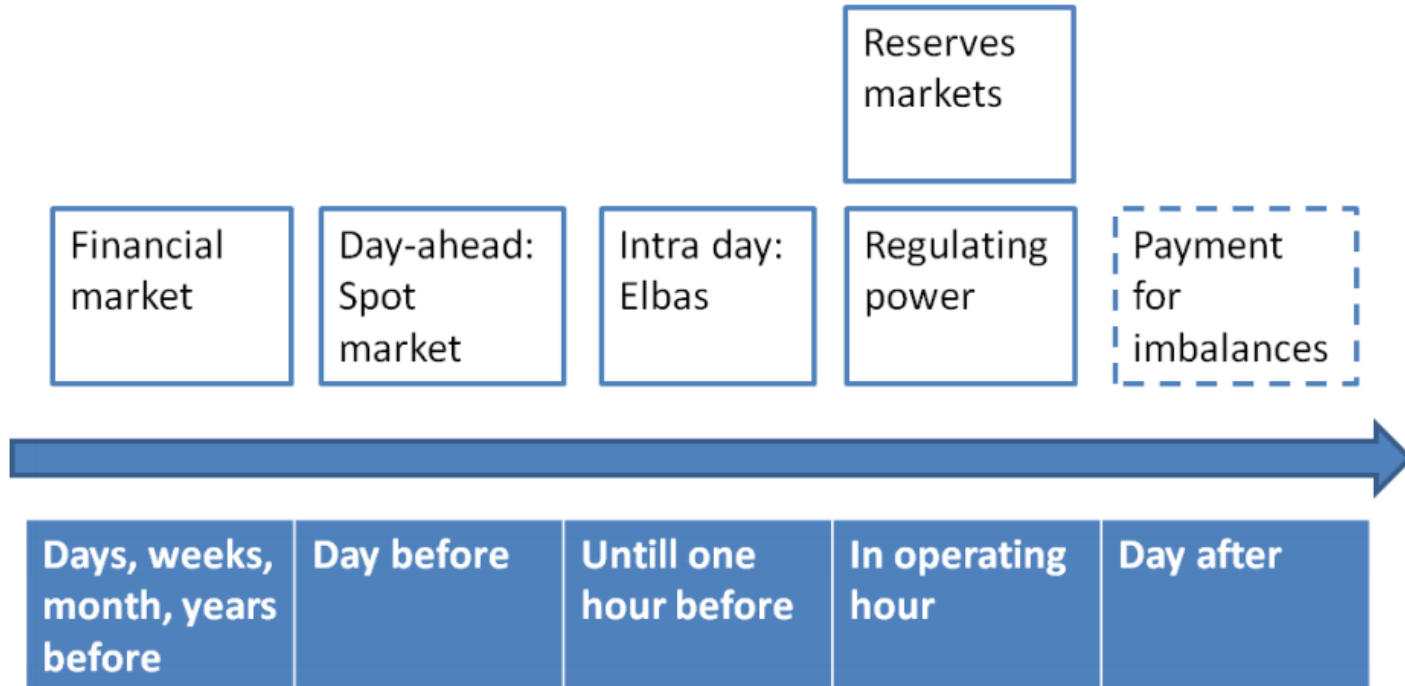 Reserves
markets
Financial
market
Day-ahead:
Spot
market
Intra day:
Elbas
Regulating
power
Payment
for
imbalances
Days, weeks,
month, years
before
Day before
Untill one
hour before
In operating
hour
Day after